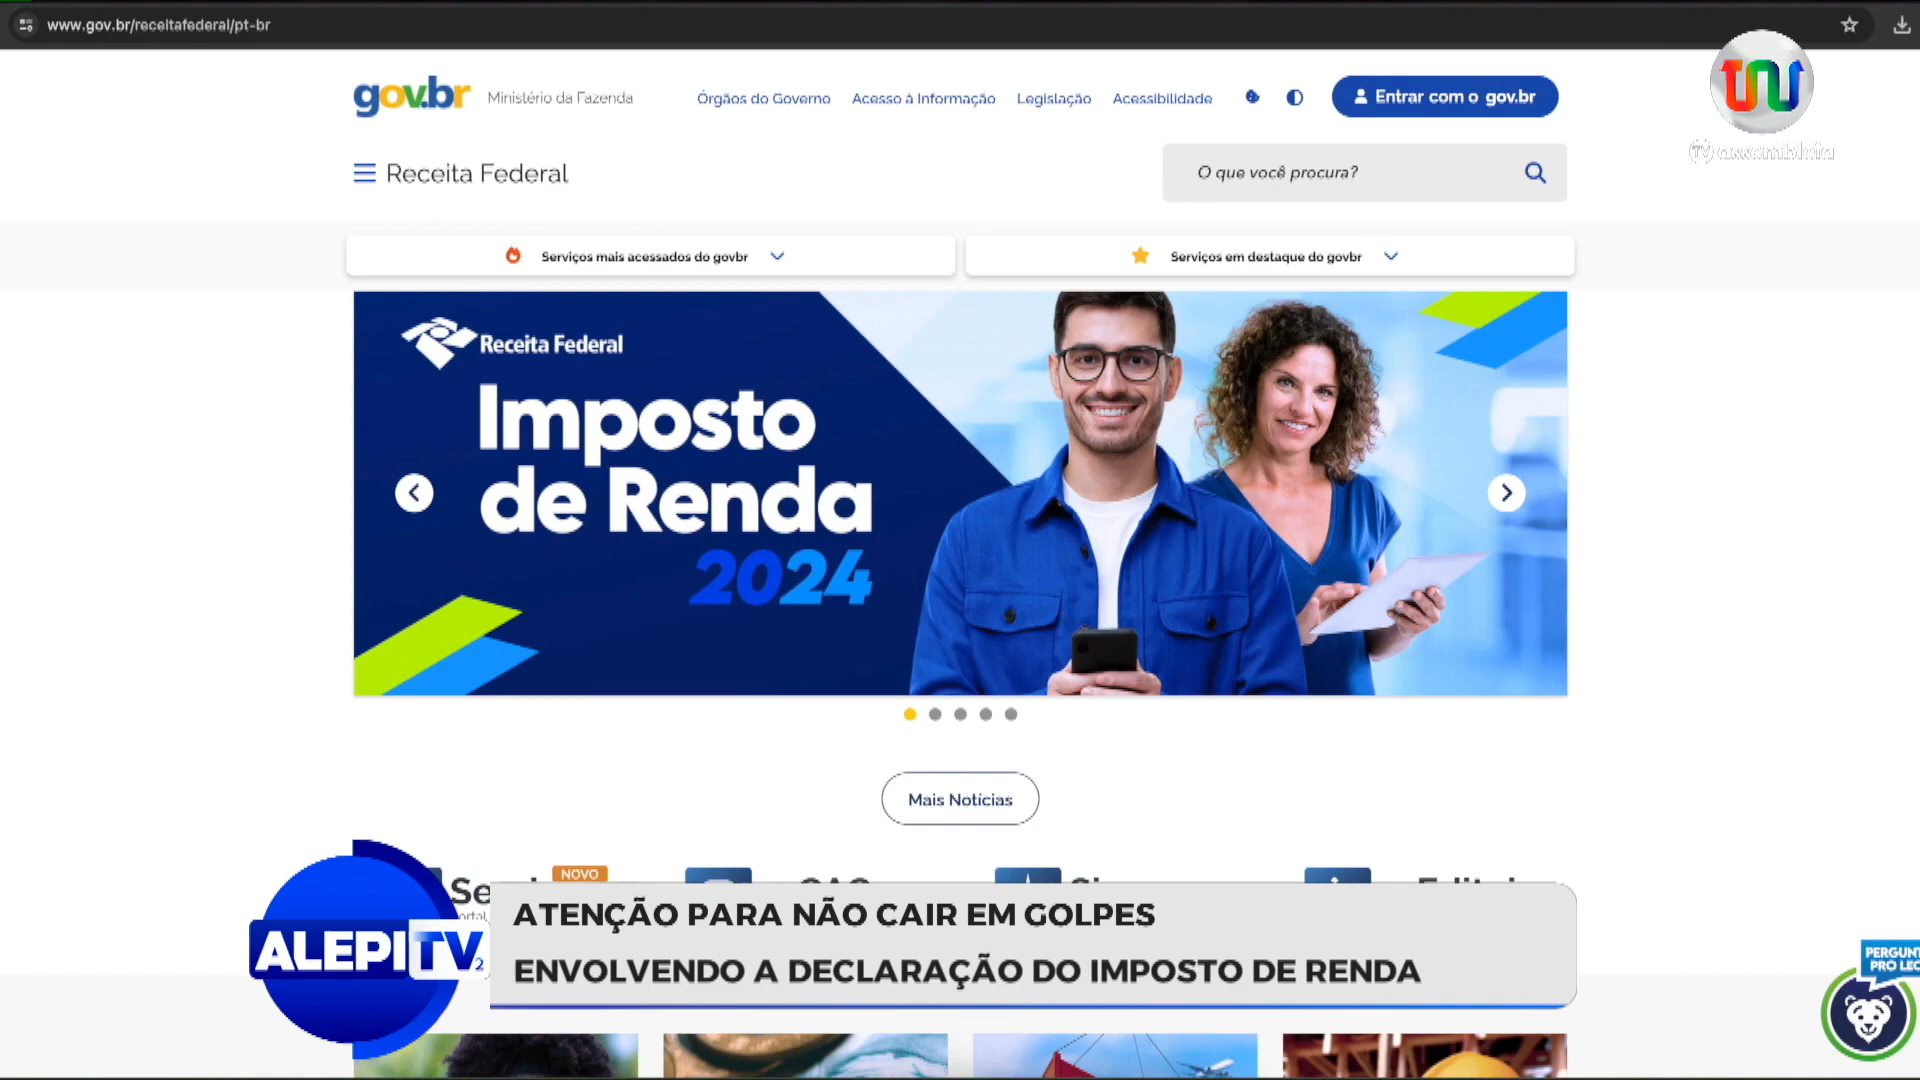 www.gov.br/receitafederal/pt-br
gov.br Ministério da Fazenda Órgãos do Governo Acesso à Informação Legislação Acessibilidade Entrar com o gov.br
TV assembleia
Receita Federal O que você procura?
Serviços mais acessados do govbr Serviços em destaque do govbr
Receita Federal
Imposto
de Renda
2024
Mais Notícias
NOVO
ATENÇÃO PARA NÃO CAIR EM GOLPES
ALEPI TV 2
ENVOLVENDO A DECLARAÇÃO DO IMPOSTO DE RENDA